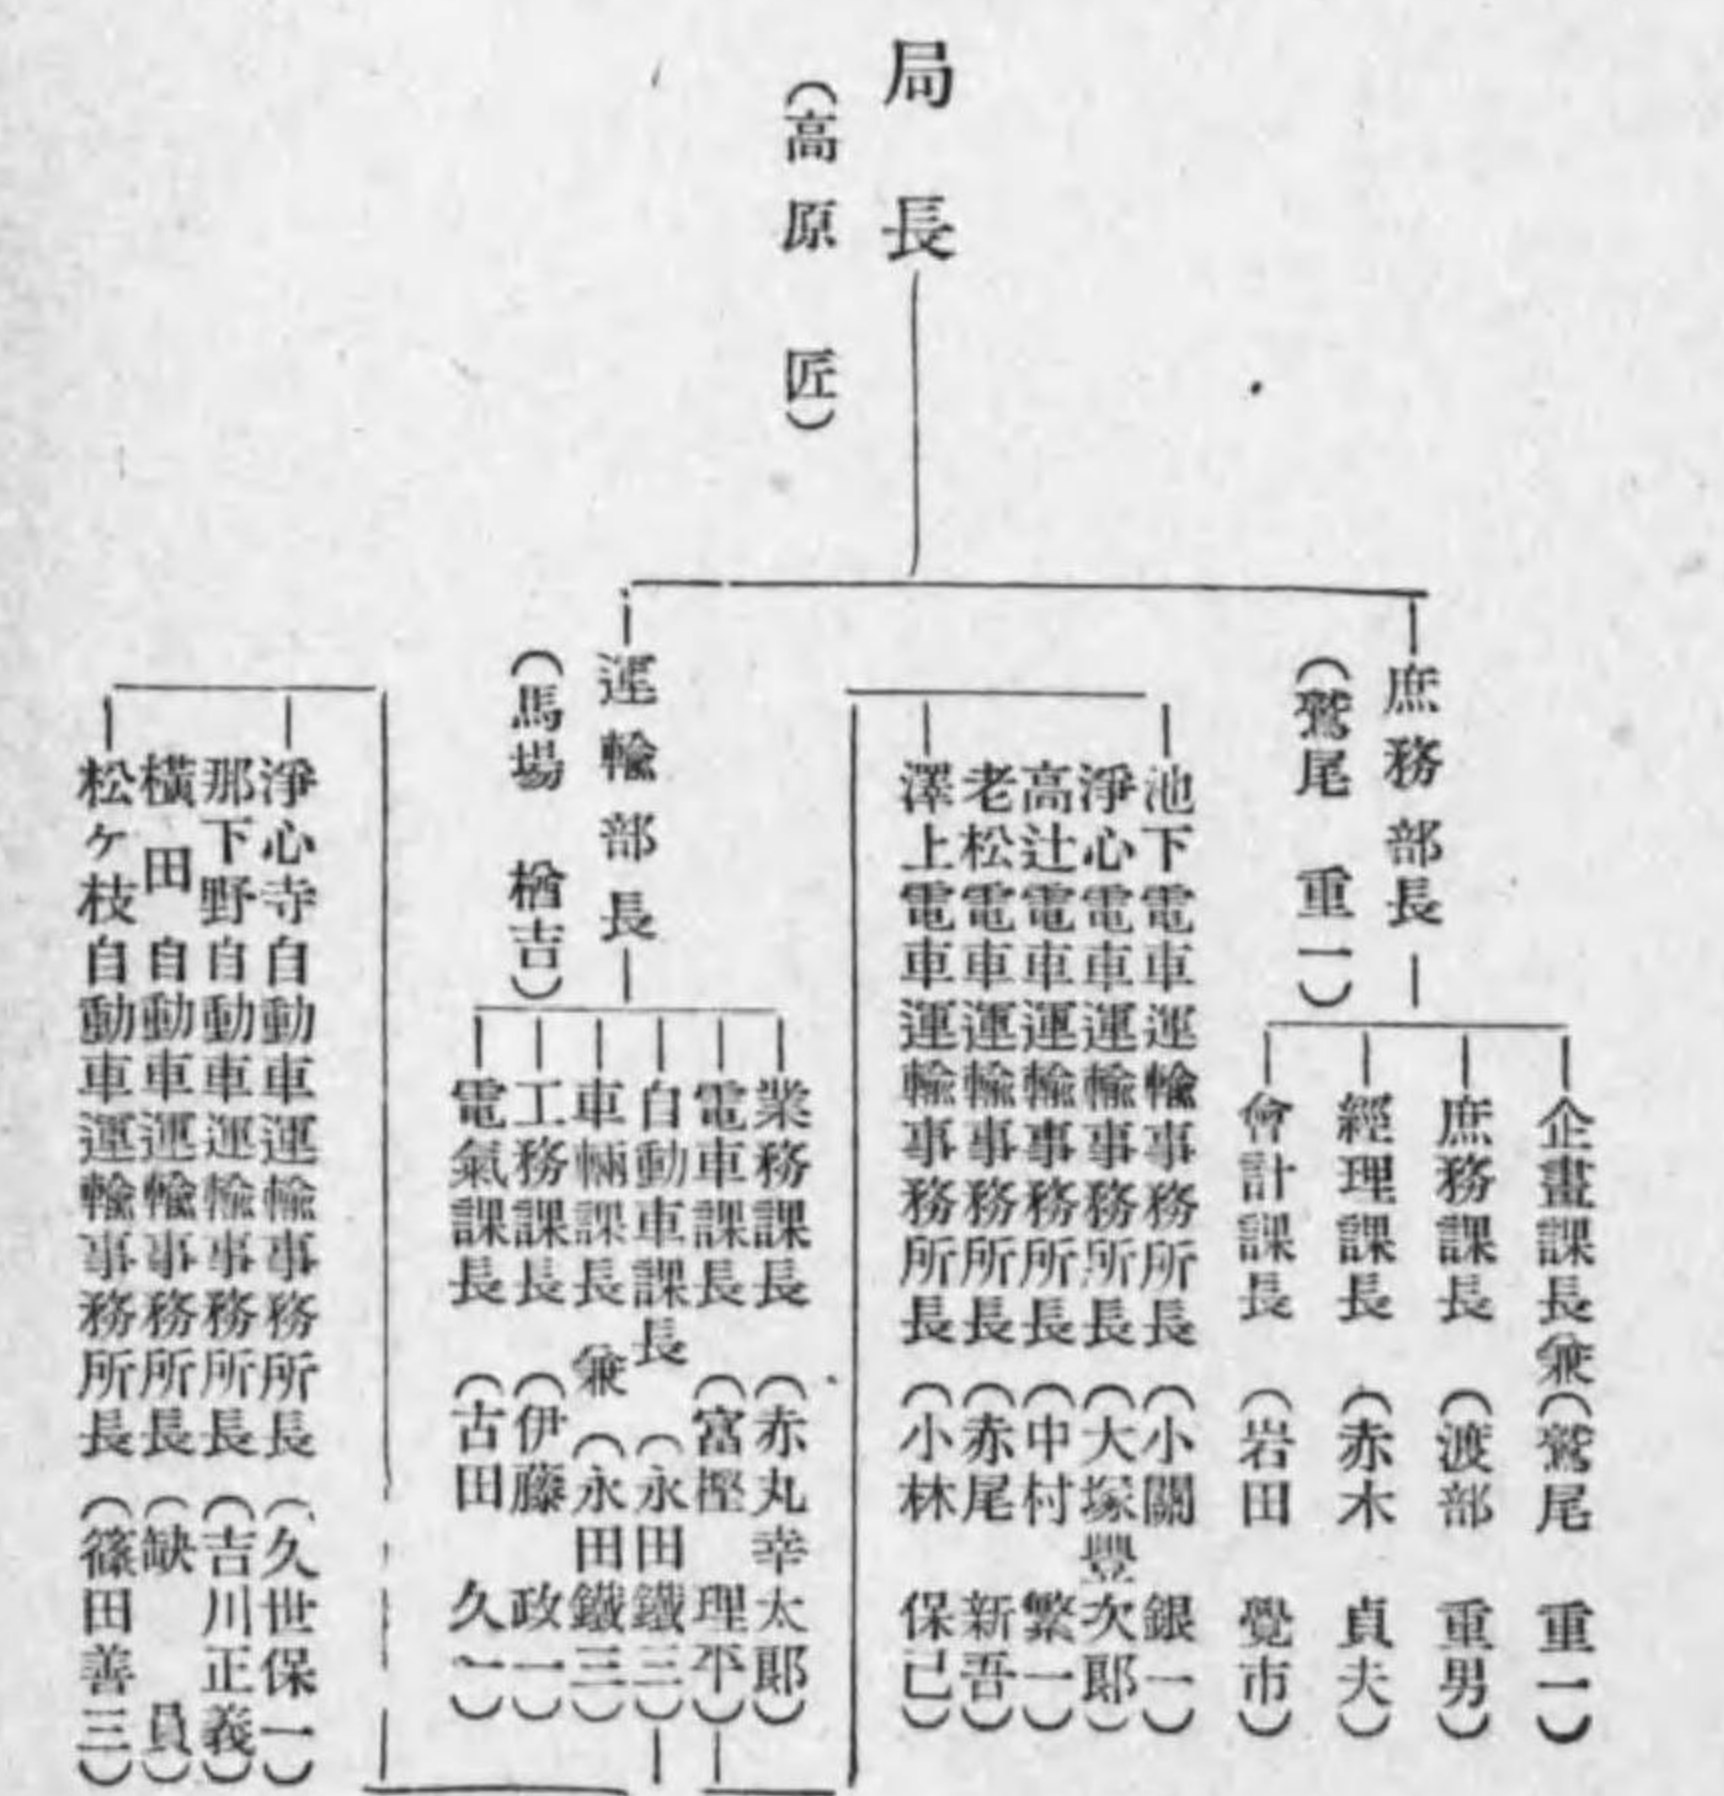 局長
(高原 匠)
庶務部長
(鷲尾 重一)
企畫課長兼(鷲尾 重一)
庶務課長 (渡部 重男)
經理課長 (赤木 貞夫)
會計課長 (岩田 覺市)
池下電車運輸事務所長 (小關 銀一)
淨心電車運輸事務所長 (大塚豐次郞)
高辻電車運輸事務所長 (中村 繁一)
老松電車運輸事務所長 (赤尾 新吾)
澤上電車運輸事務所長 (小林 保己)
運輸部長
(馬場 楢吉)
業務課長 (赤丸幸太郞)
電車課長 (富樫 理平)
自動車課長 (永田鐵三)
車輛課長 兼 (永田鐵三)
工務課長 (伊藤 政一)
電氣課長 (古田 久一)
淨心寺自動車運輸事務所長 (久世保一)
那下野自動車運輸事務所長 (吉川正義)
橫田自動車運輸事務所長 (缺員)
松ケ枝自動車運輸事務所長 (篠田善三)